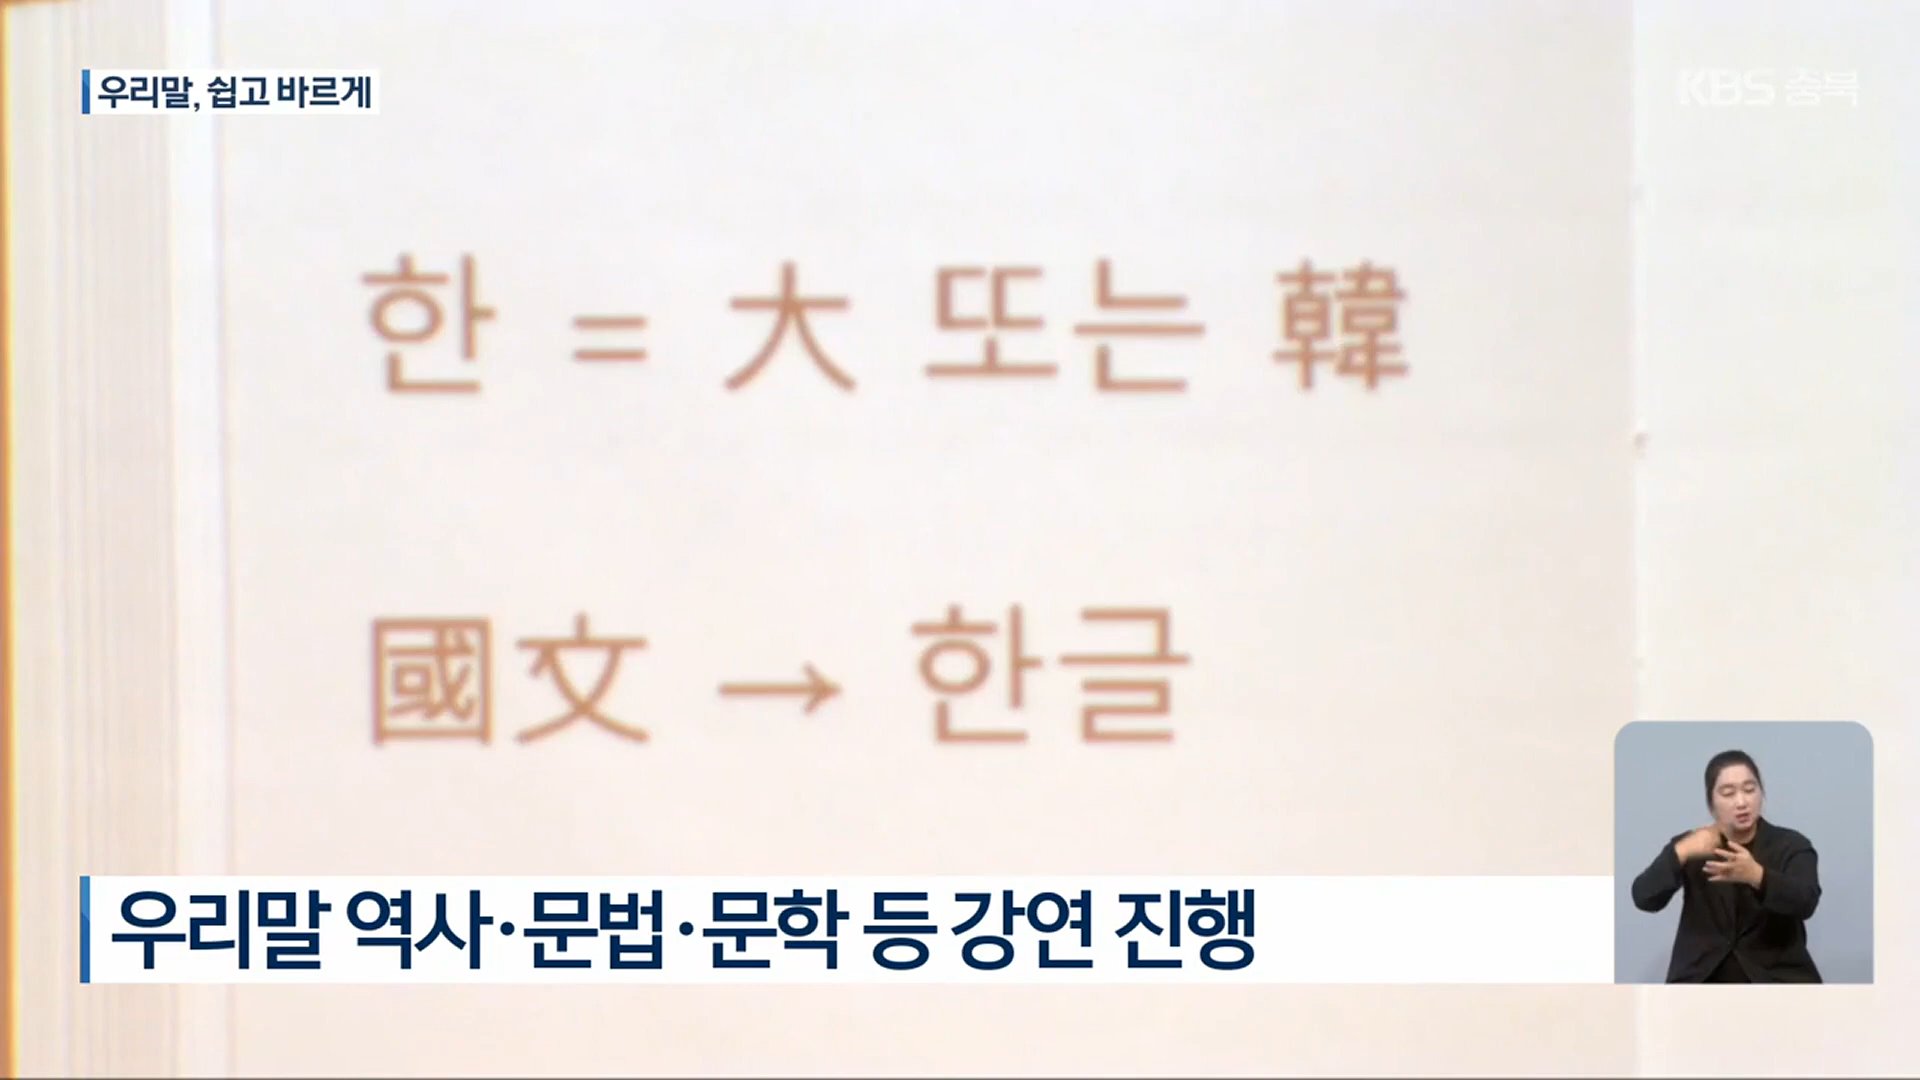 우리말, 쉽고 바르게
KBS 충북
한 = 大 또는 韓
國文 → 한글
우리말 역사·문법·문학 등 강연 진행